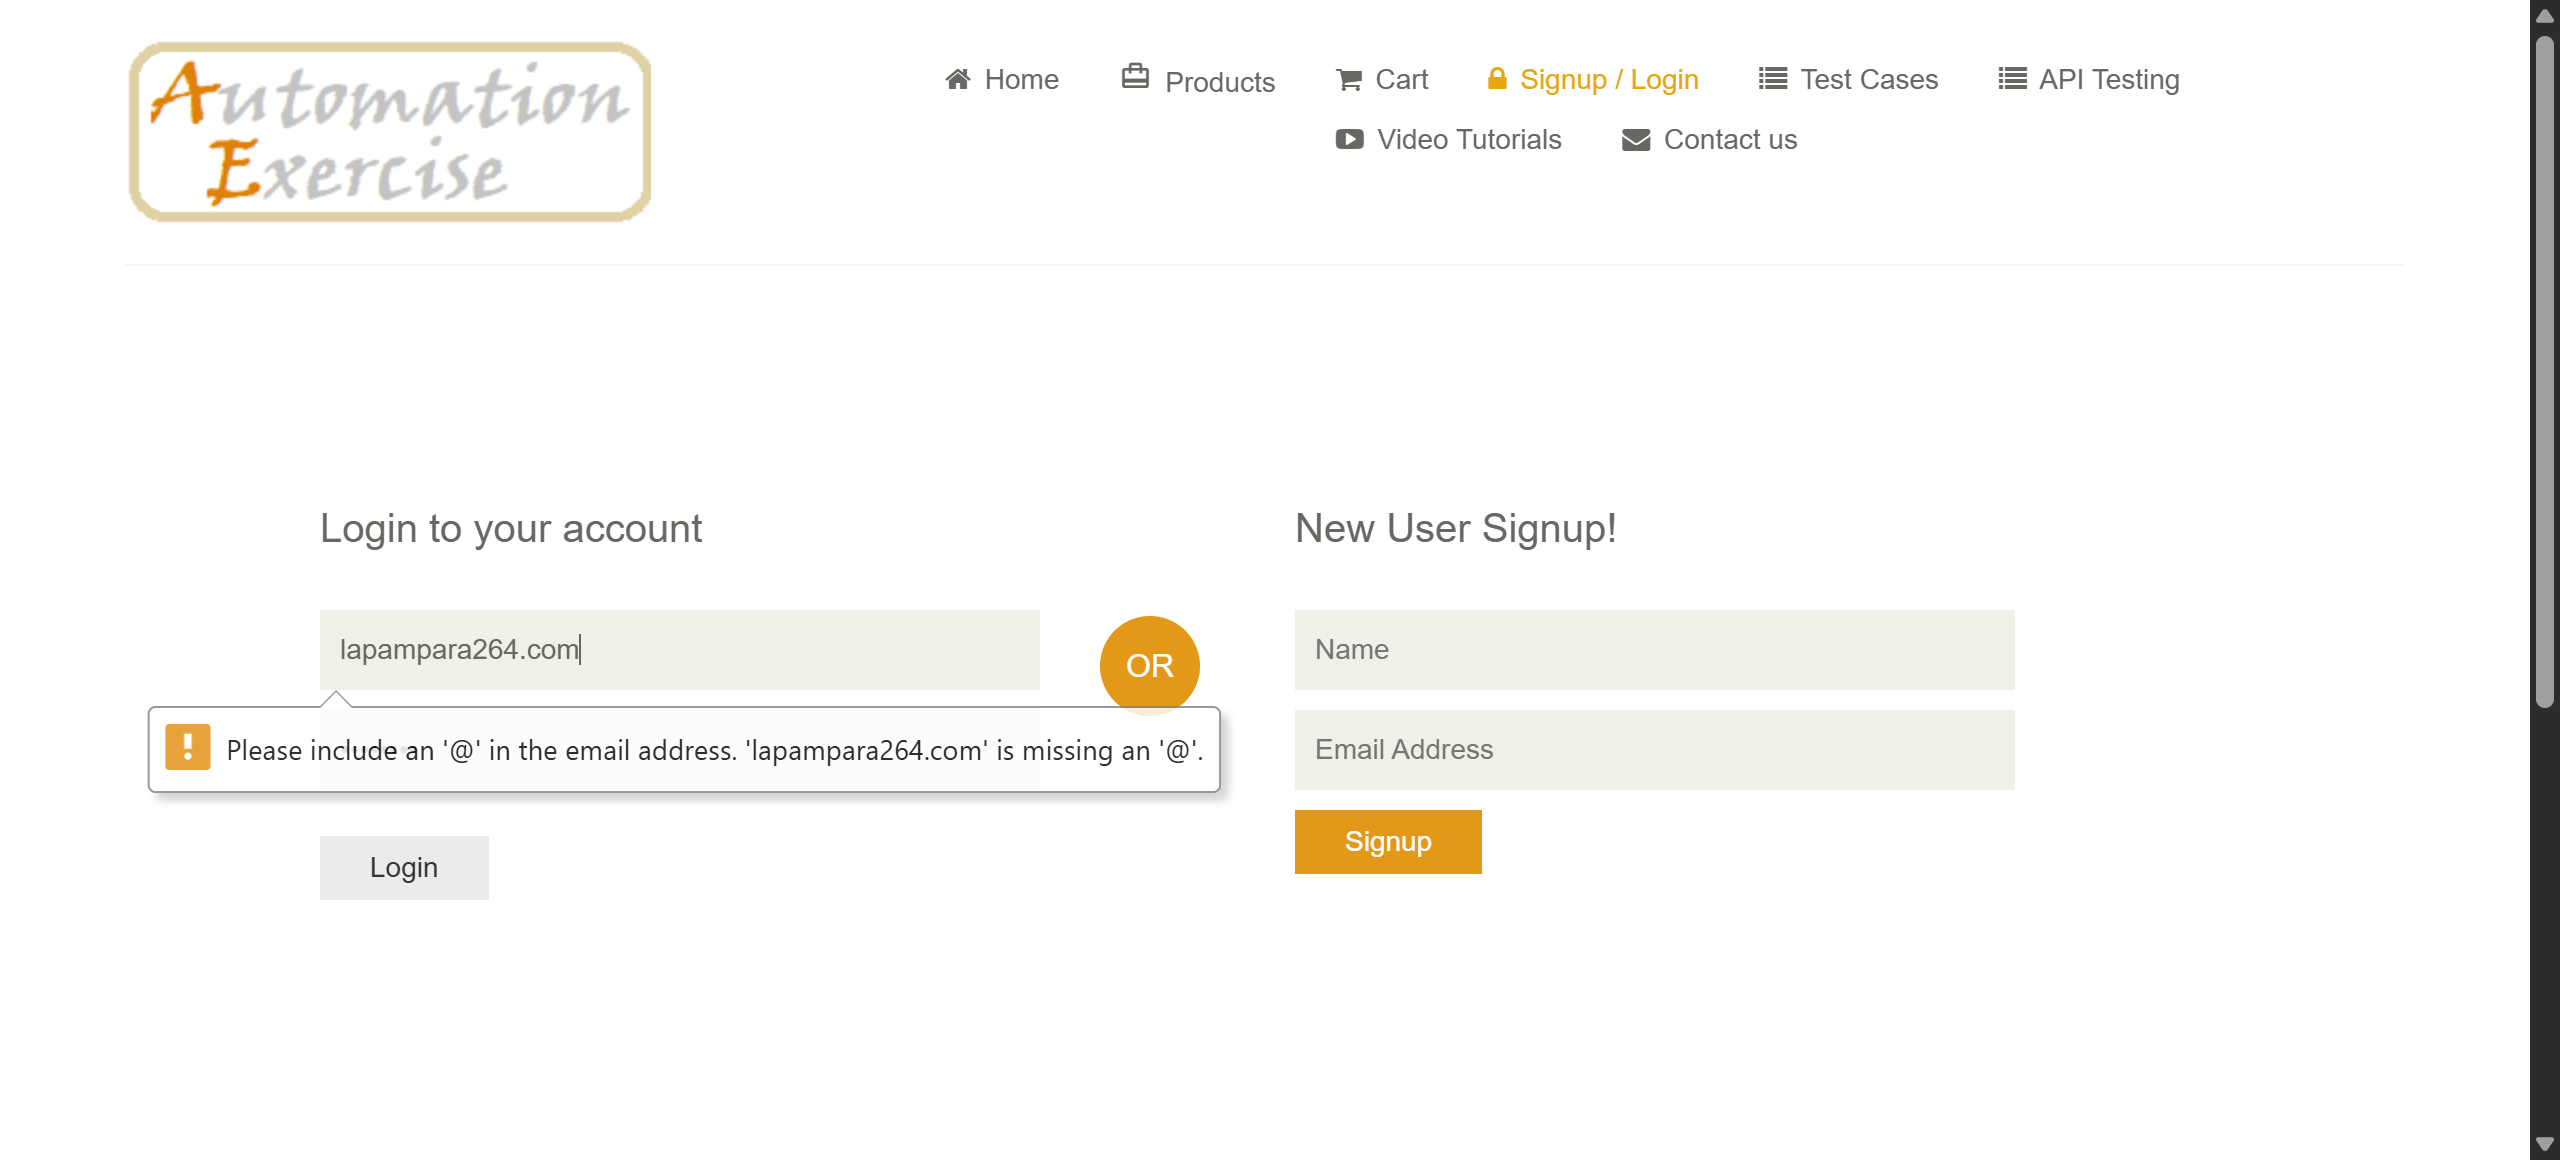 Automation
Exercise
Home
Products
Cart
Signup / Login
Test Cases
API Testing
Video Tutorials
Contact us
Login to your account
lapampara264.com
Please include an '@' in the email address. 'lapampara264.com' is missing an '@'.
Login
OR
New User Signup!
Name
Email Address
Signup